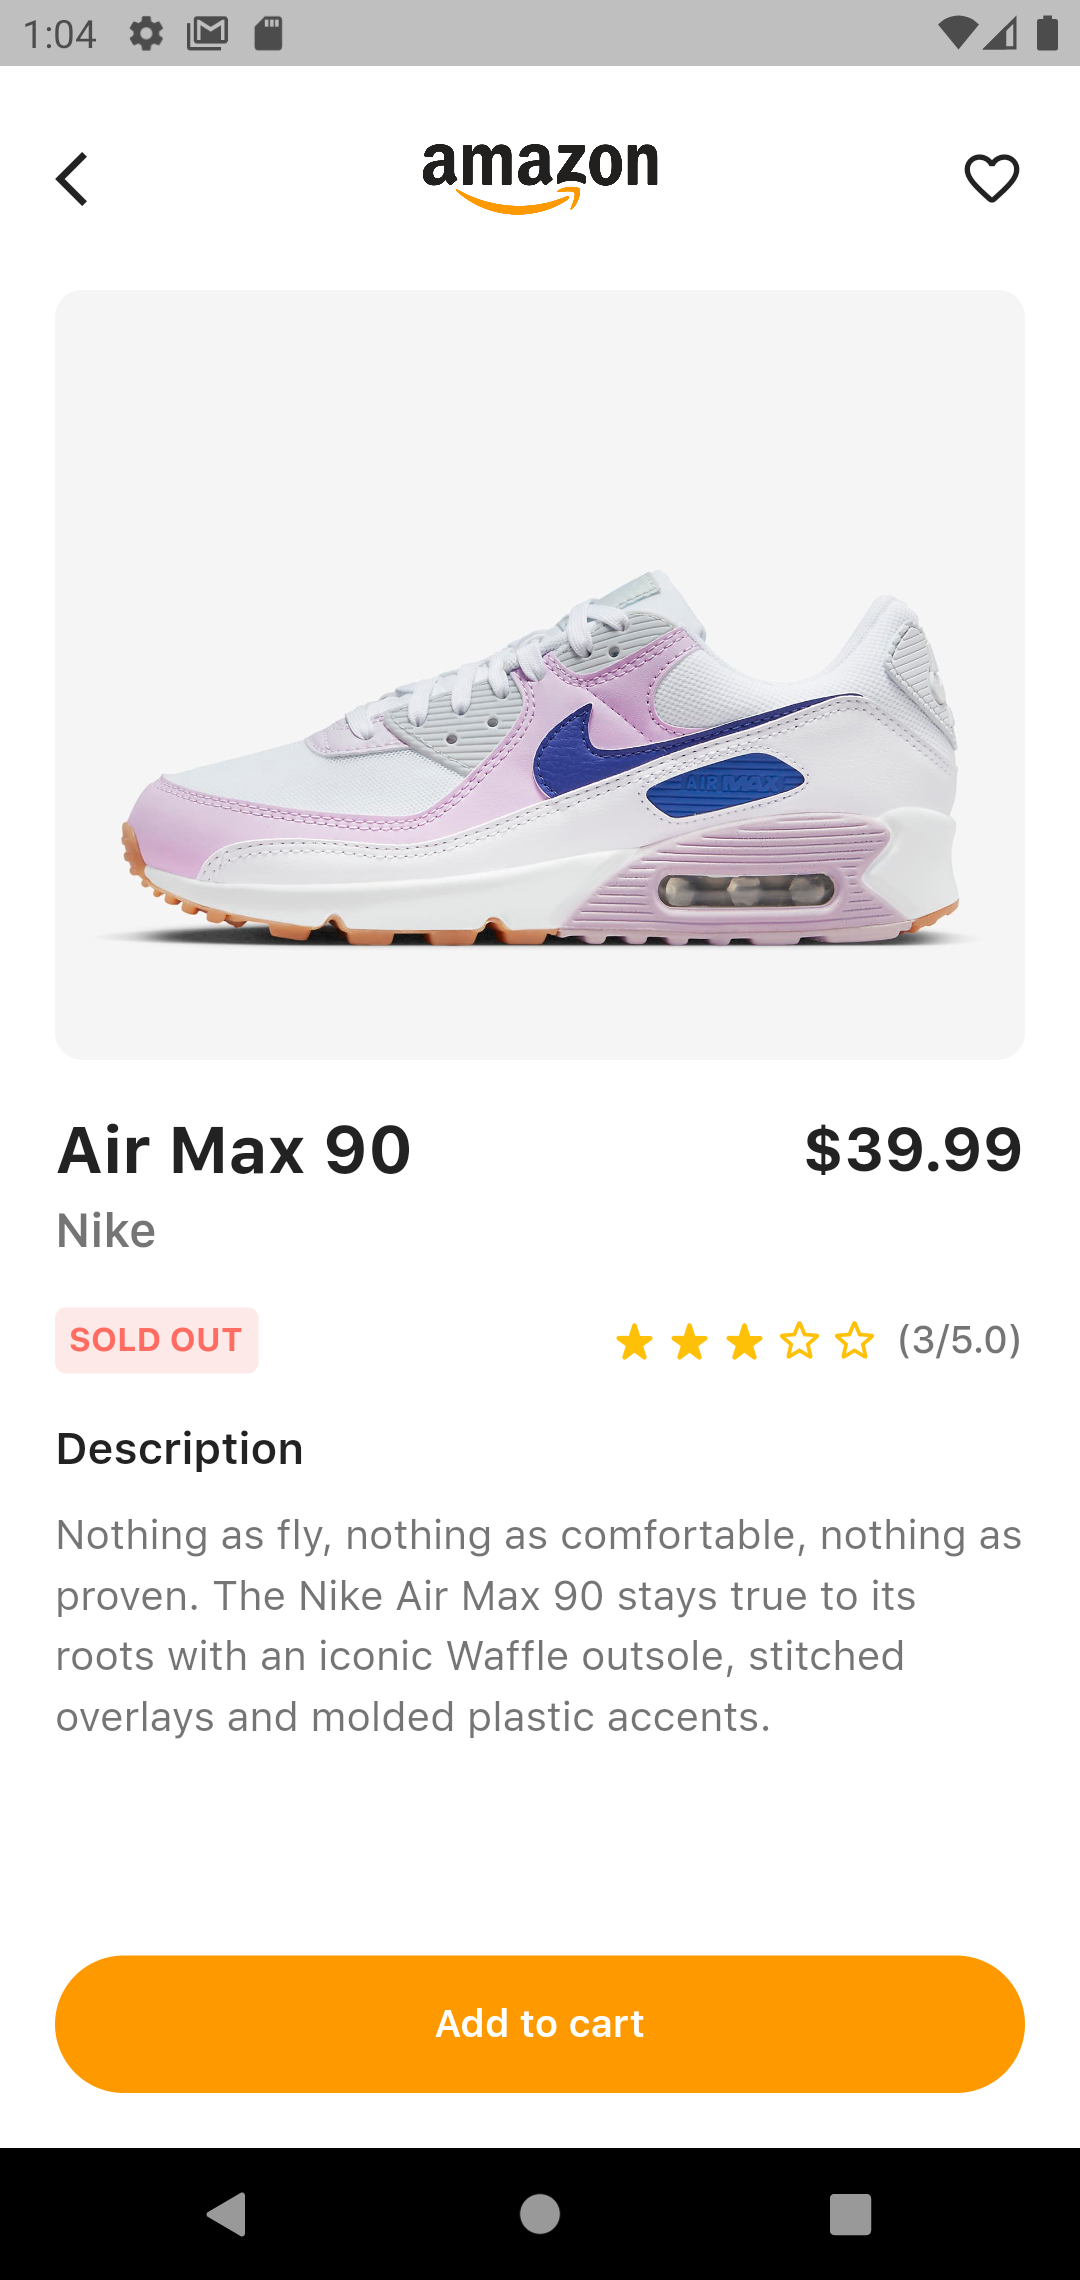 1:04
amazon
AIR MAX
Air Max 90
$39.99
Nike
SOLD OUT
(3/5.0)
Description
Nothing as fly, nothing as comfortable, nothing as
proven. The Nike Air Max 90 stays true to its
roots with an iconic Waffle outsole, stitched
overlays and molded plastic accents.
Add to cart